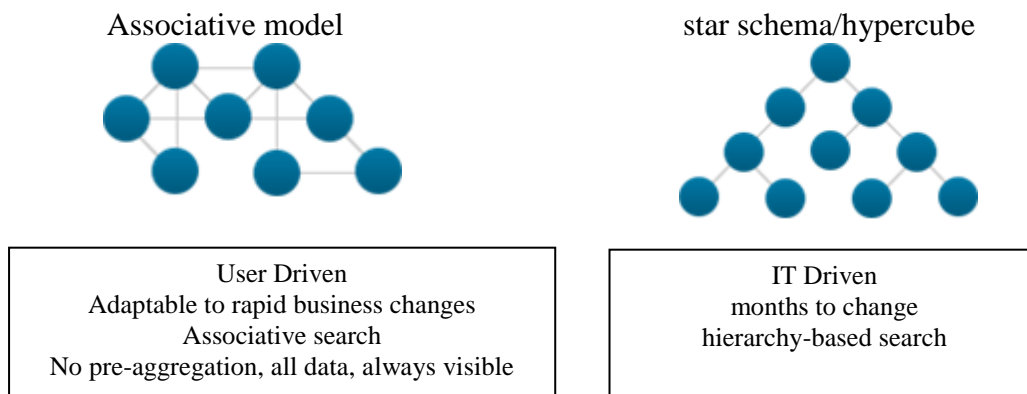 Associative model
star schema/hypercube
User Driven
Adaptable to rapid business changes
Associative search
No pre-aggregation, all data, always visible
IT Driven
months to change
hierarchy-based search